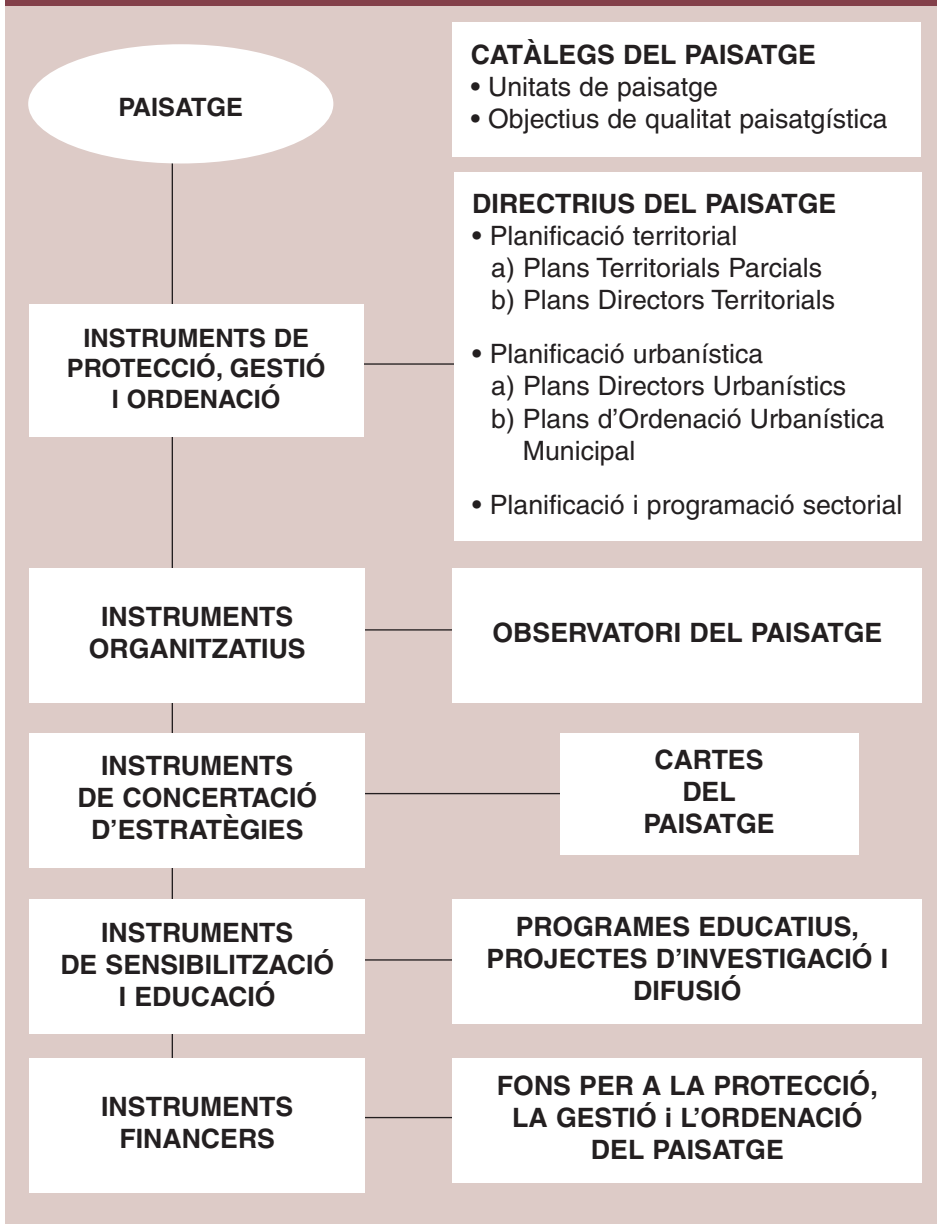 PAISATGE
CATÀLEGS DEL PAISATGE
• Unitats de paisatge
• Objectius de qualitat paisatgística
INSTRUMENTS DE
PROTECCIÓ, GESTIÓ
I ORDENACIÓ
DIRECTRIUS DEL PAISATGE
• Planificació territorial
a) Plans Territorials Parcials
b) Plans Directors Territorials
• Planificació urbanística
a) Plans Directors Urbanístics
b) Plans d'Ordenació Urbanística
Municipal
• Planificació i programació sectorial
INSTRUMENTS
ORGANITZATIUS
OBSERVATORI DEL PAISATGE
INSTRUMENTS
DE CONCERTACIÓ
D'ESTRATÈGIES
CARTES
DEL
PAISATGE
INSTRUMENTS
DE SENSIBILITZACIÓ
I EDUCACIÓ
PROGRAMES EDUCATIUS,
PROJECTES D'INVESTIGACIÓ I
DIFUSIÓ
INSTRUMENTS
FINANCERS
FONS PER A LA PROTECCIÓ,
LA GESTIÓ i L'ORDENACIÓ
DEL PAISATGE